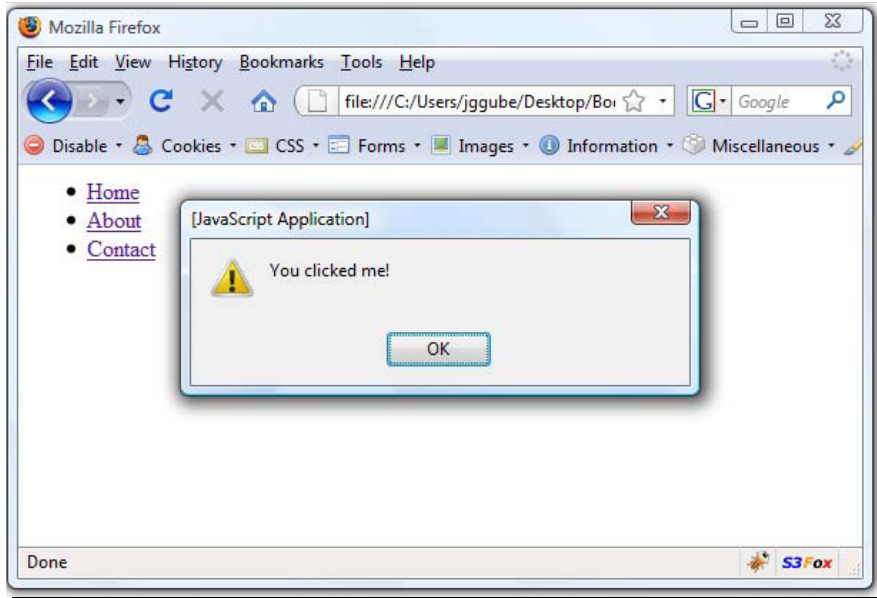 Mozilla Firefox
File Edit View History Bookmarks Tools Help
file:///C:/Users/jggube/Desktop/Bo G Google
Disable Cookies CSS Forms Images Information Miscellaneous
Home
About
Contact
[JavaScript Application]
You clicked me!
OK
Done S3Fox